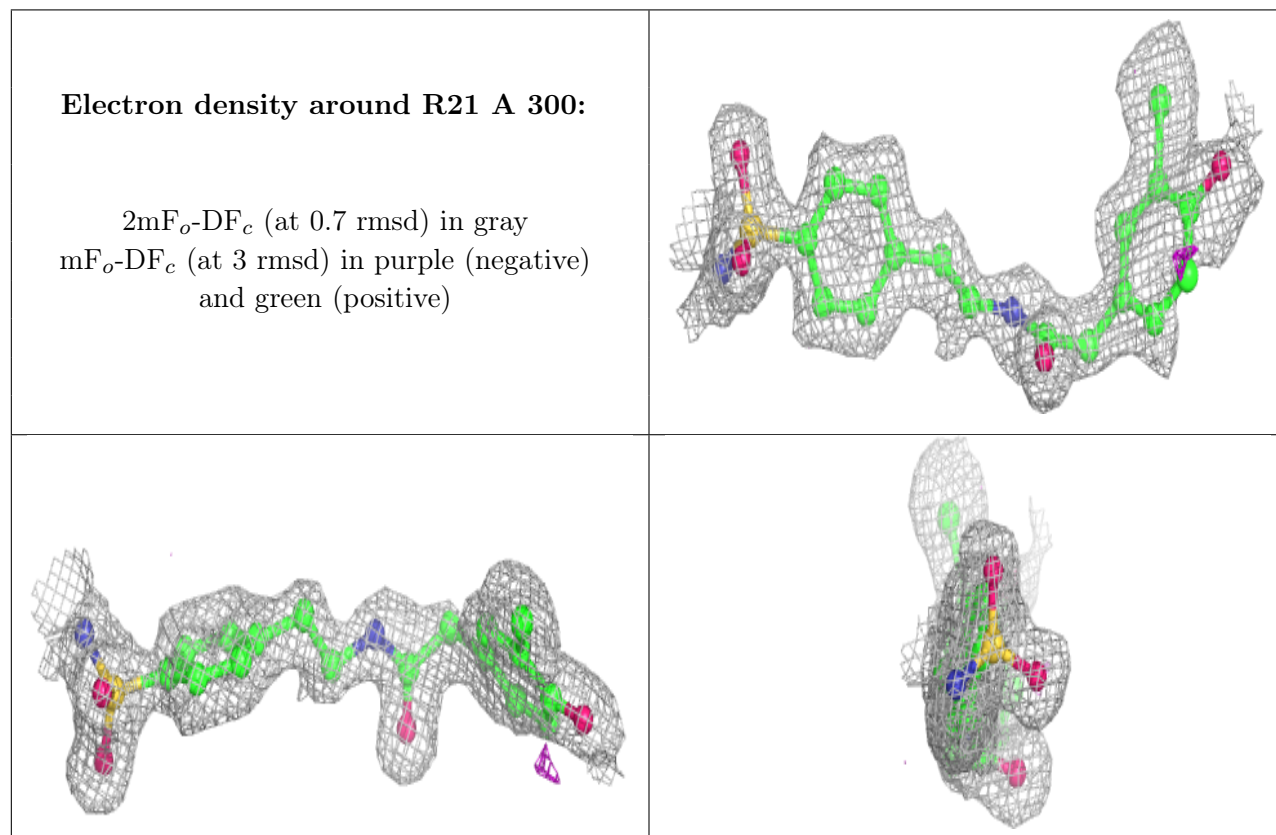 Electron density around R21 A 300:
2mFo-DFc (at 0.7 rmsd) in gray
mFo-DFc (at 3 rmsd) in purple (negative)
and green (positive)